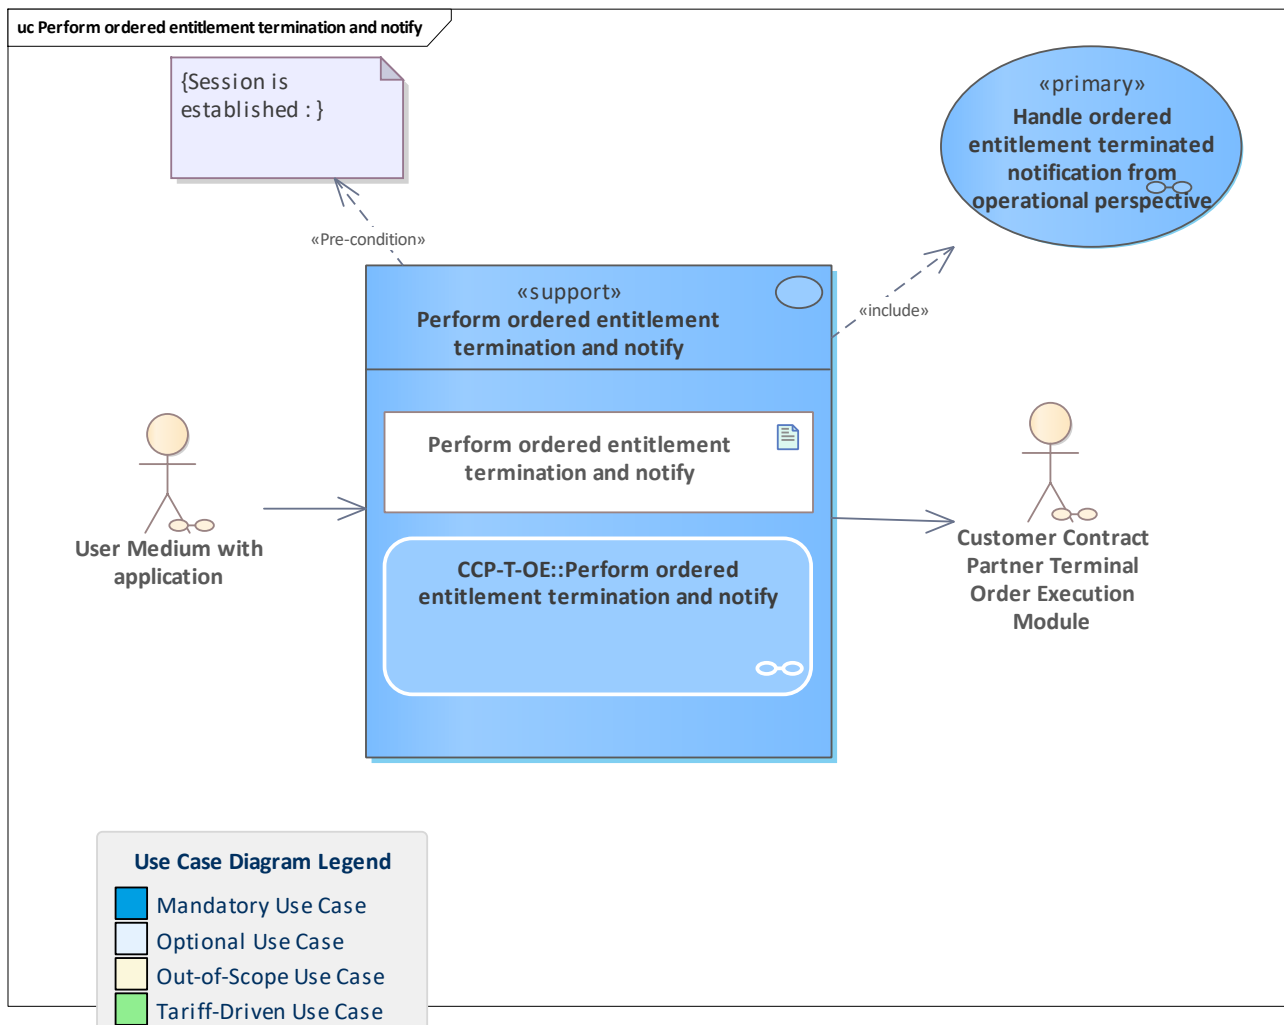 uc Perform ordered entitlement termination and notify
{Session is
established : }
«primary»
Handle ordered
entitlement terminated
notification from
operational perspective
«Pre-condition»
«include»
«support»
Perform ordered entitlement
termination and notify
Perform ordered entitlement
termination and notify
CCP-T-OE::Perform ordered
entitlement termination and notify
User Medium with
application
Customer Contract
Partner Terminal
Order Execution
Module
Use Case Diagram Legend
Mandatory Use Case
Optional Use Case
Out-of-Scope Use Case
Tariff-Driven Use Case